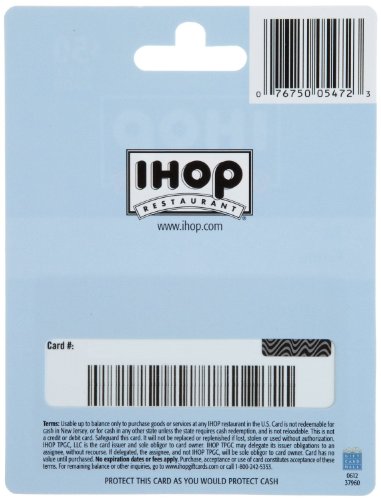 0 76750 05472 3
IHOP
RESTAURANT
®
www.ihop.com
Card #:
Terms: Usable up to balance only to purchase goods or services at any IHOP restaurant in the U.S. Card is not redeemable for
cash in New Jersey, or for cash in any other state unless the state requires cash redemption, and is not reloadable. This is not
a credit or debit card. Safeguard this card. It will not be replaced or replenished if lost, stolen or used without authorization.
IHOP TPGC, LLC is the card issuer and sole obligor to card owner. IHOP TPGC may delegate its issuer obligations to an
assignee, without recourse. If delegated, the assignee, and not IHOP TPGC, will be sole obligor to card owner. Card has no
value until purchased. No expiration dates or fees apply. Purchase, acceptance or use of card constitutes acceptance of these
terms. For remaining balance or other inquiries, go to www.ihopgiftcards.com or call 1-800-242-5353.
0632
37960
PROTECT THIS CARD AS YOU WOULD PROTECT CASH